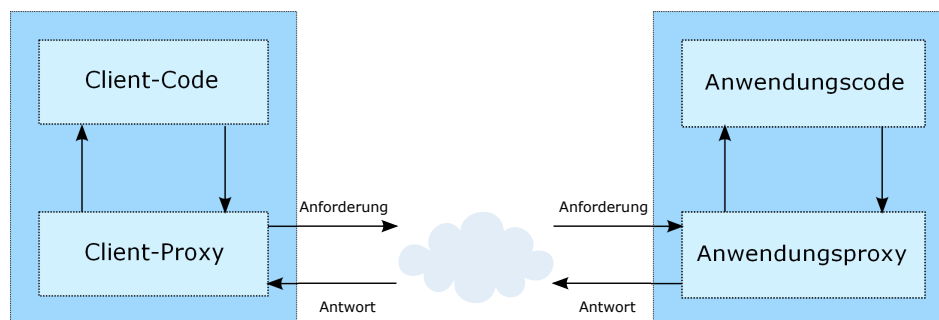 Client-Code
Anwendungscode
Anforderung
Anforderung
Client-Proxy
Anwendungsproxy
Antwort
Antwort